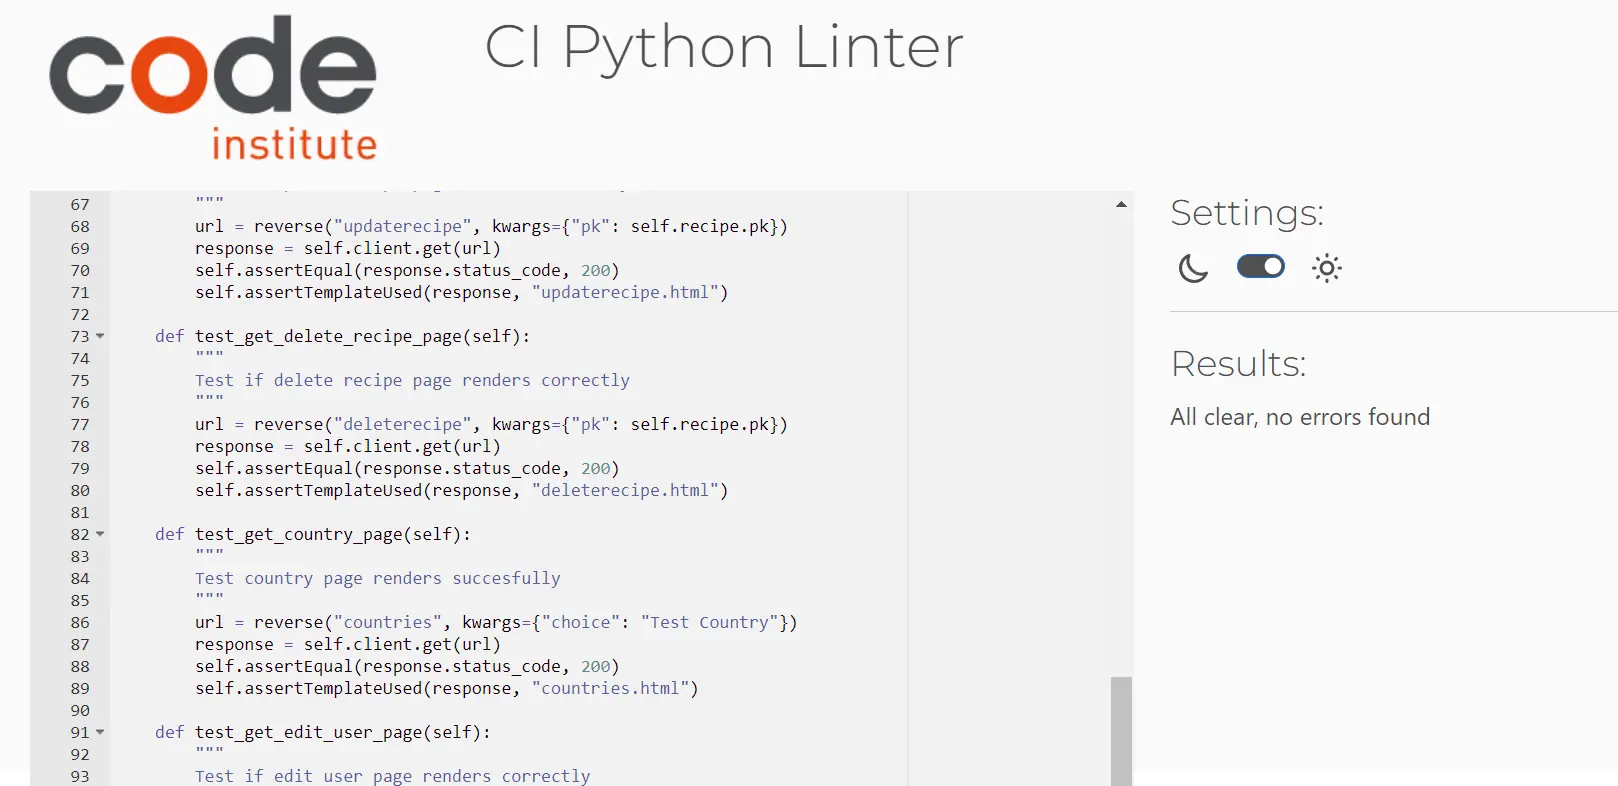 code
institute
CI Python Linter
67 """
68 url = reverse("updaterecipe", kwargs={"pk": self.recipe.pk})
69 response = self.client.get(url)
70 self.assertEqual(response.status_code, 200)
71 self.assertTemplateUsed(response, "updaterecipe.html")
72
73 def test_get_delete_recipe_page(self):
74 """
75 Test if delete recipe page renders correctly
76 """
77 url = reverse("deleterecipe", kwargs={"pk": self.recipe.pk})
78 response = self.client.get(url)
79 self.assertEqual(response.status_code, 200)
80 self.assertTemplateUsed(response, "deleterecipe.html")
81
82 def test_get_country_page(self):
83 """
84 Test country page renders succesfully
85 """
86 url = reverse("countries", kwargs={"choice": "Test Country"})
87 response = self.client.get(url)
88 self.assertEqual(response.status_code, 200)
89 self.assertTemplateUsed(response, "countries.html")
90
91 def test_get_edit_user_page(self):
92 """
93 Test if edit user page renders correctly
Settings:
Results:
All clear, no errors found